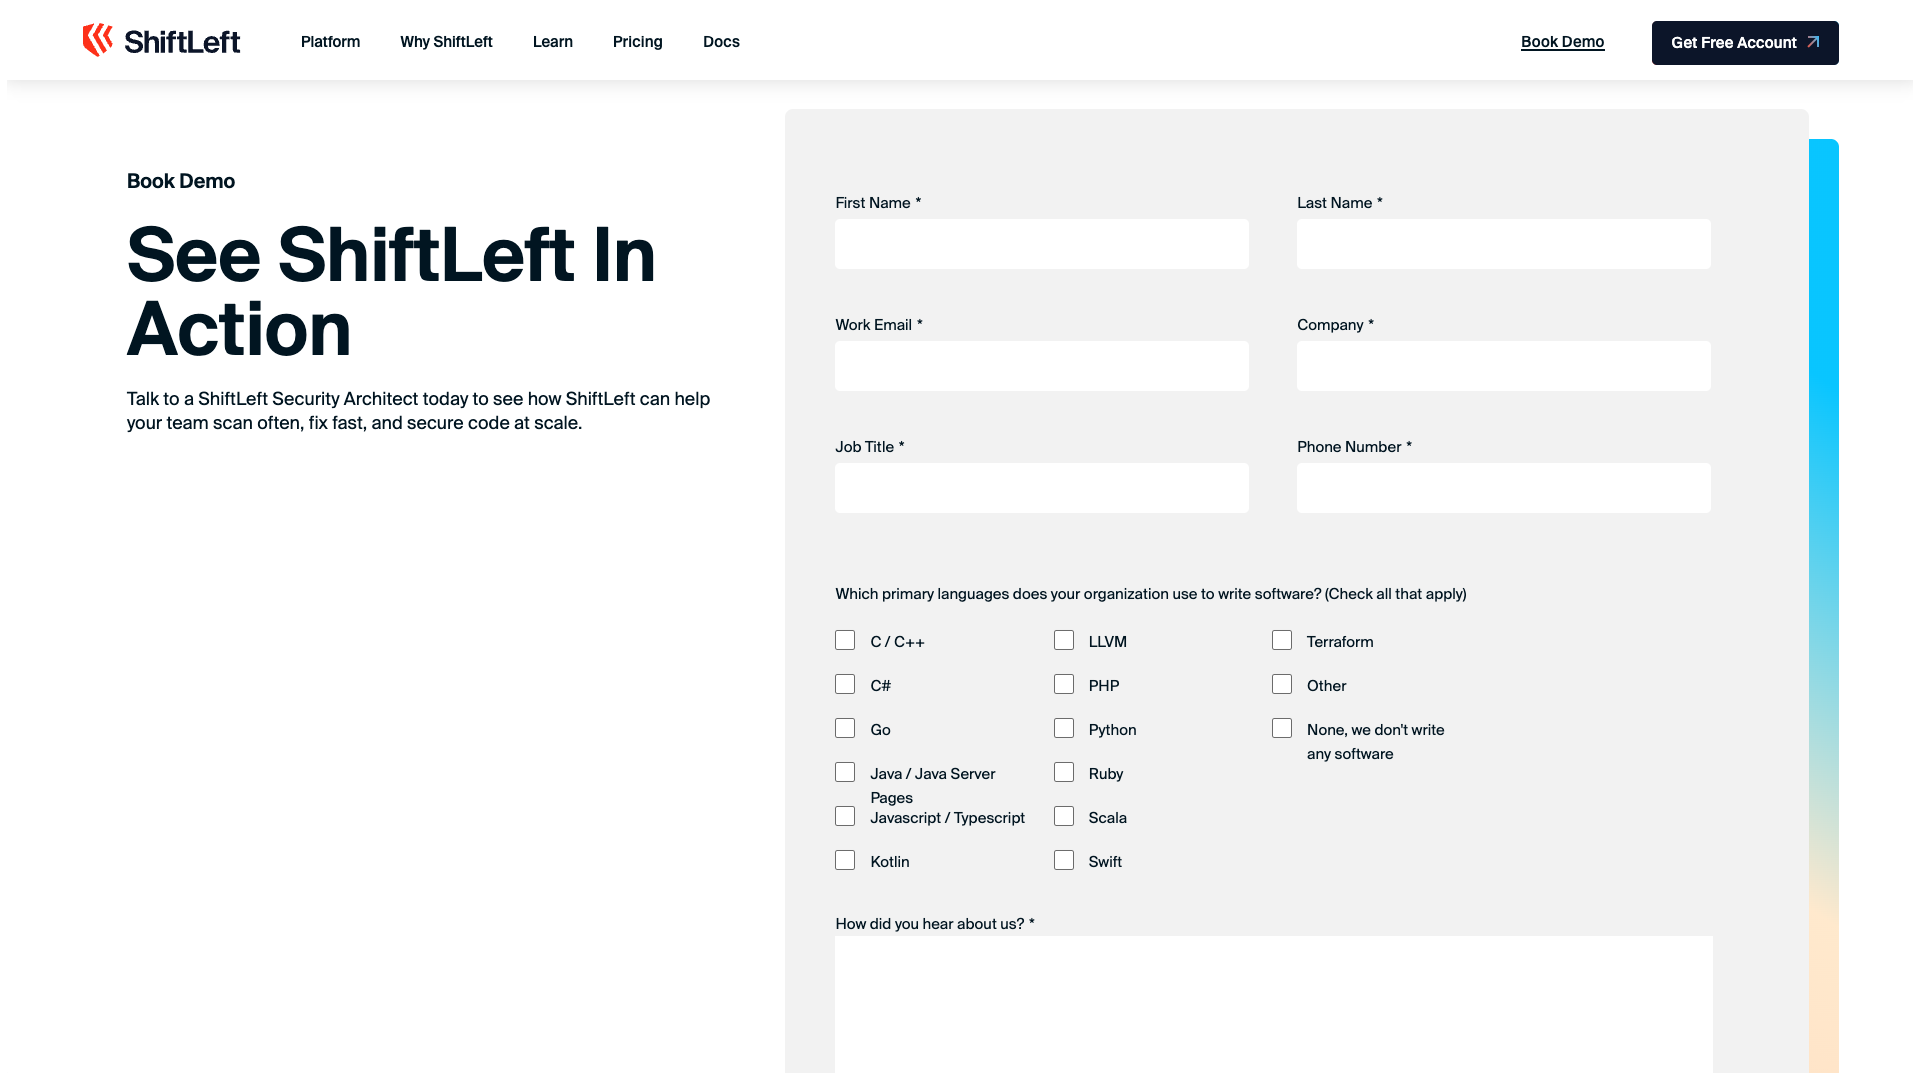 ShiftLeft
Platform
Why ShiftLeft
Learn
Pricing
Docs
Book Demo
Get Free Account
Book Demo
See ShiftLeft In
Action
Talk to a ShiftLeft Security Architect today to see how ShiftLeft can help
your team scan often, fix fast, and secure code at scale.
First Name *
Last Name *
Work Email *
Company *
Job Title *
Phone Number *
Which primary languages does your organization use to write software? (Check all that apply)
C / C++
C#
Go
Java / Java Server
Pages
Javascript / Typescript
Kotlin
LLVM
PHP
Python
Ruby
Scala
Swift
Terraform
Other
None, we don't write
any software
How did you hear about us? *